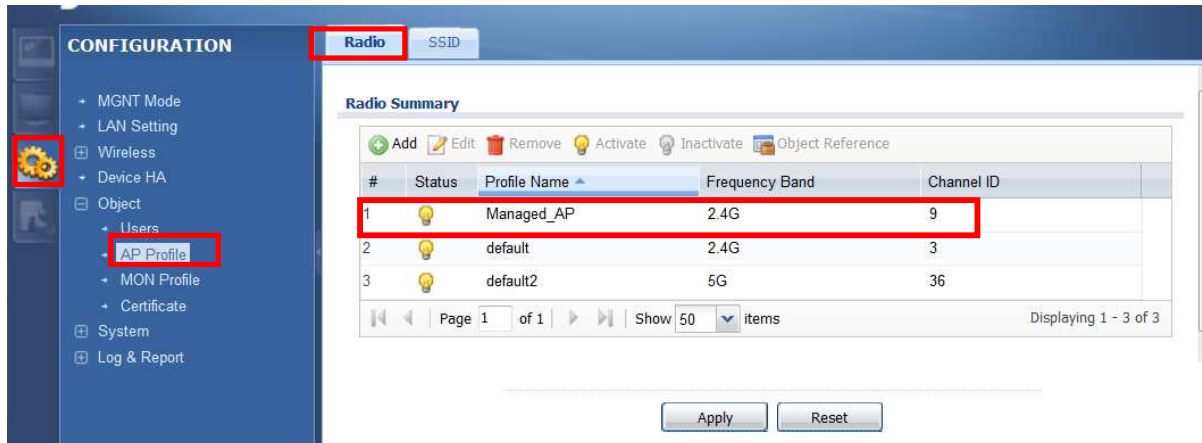 CONFIGURATION
MGNT Mode
LAN Setting
Wireless
Device HA
Object
Users
AP Profile
MON Profile
Certificate
System
Log & Report
Radio SSID
Radio Summary
Add Edit Remove Activate Inactivate Object Reference
# Status Profile Name Frequency Band Channel ID
1 Managed_AP 2.4G 9
2 default 2.4G 3
3 default2 5G 36
Page 1 of 1 Show 50 items Displaying 1 - 3 of 3
Apply Reset